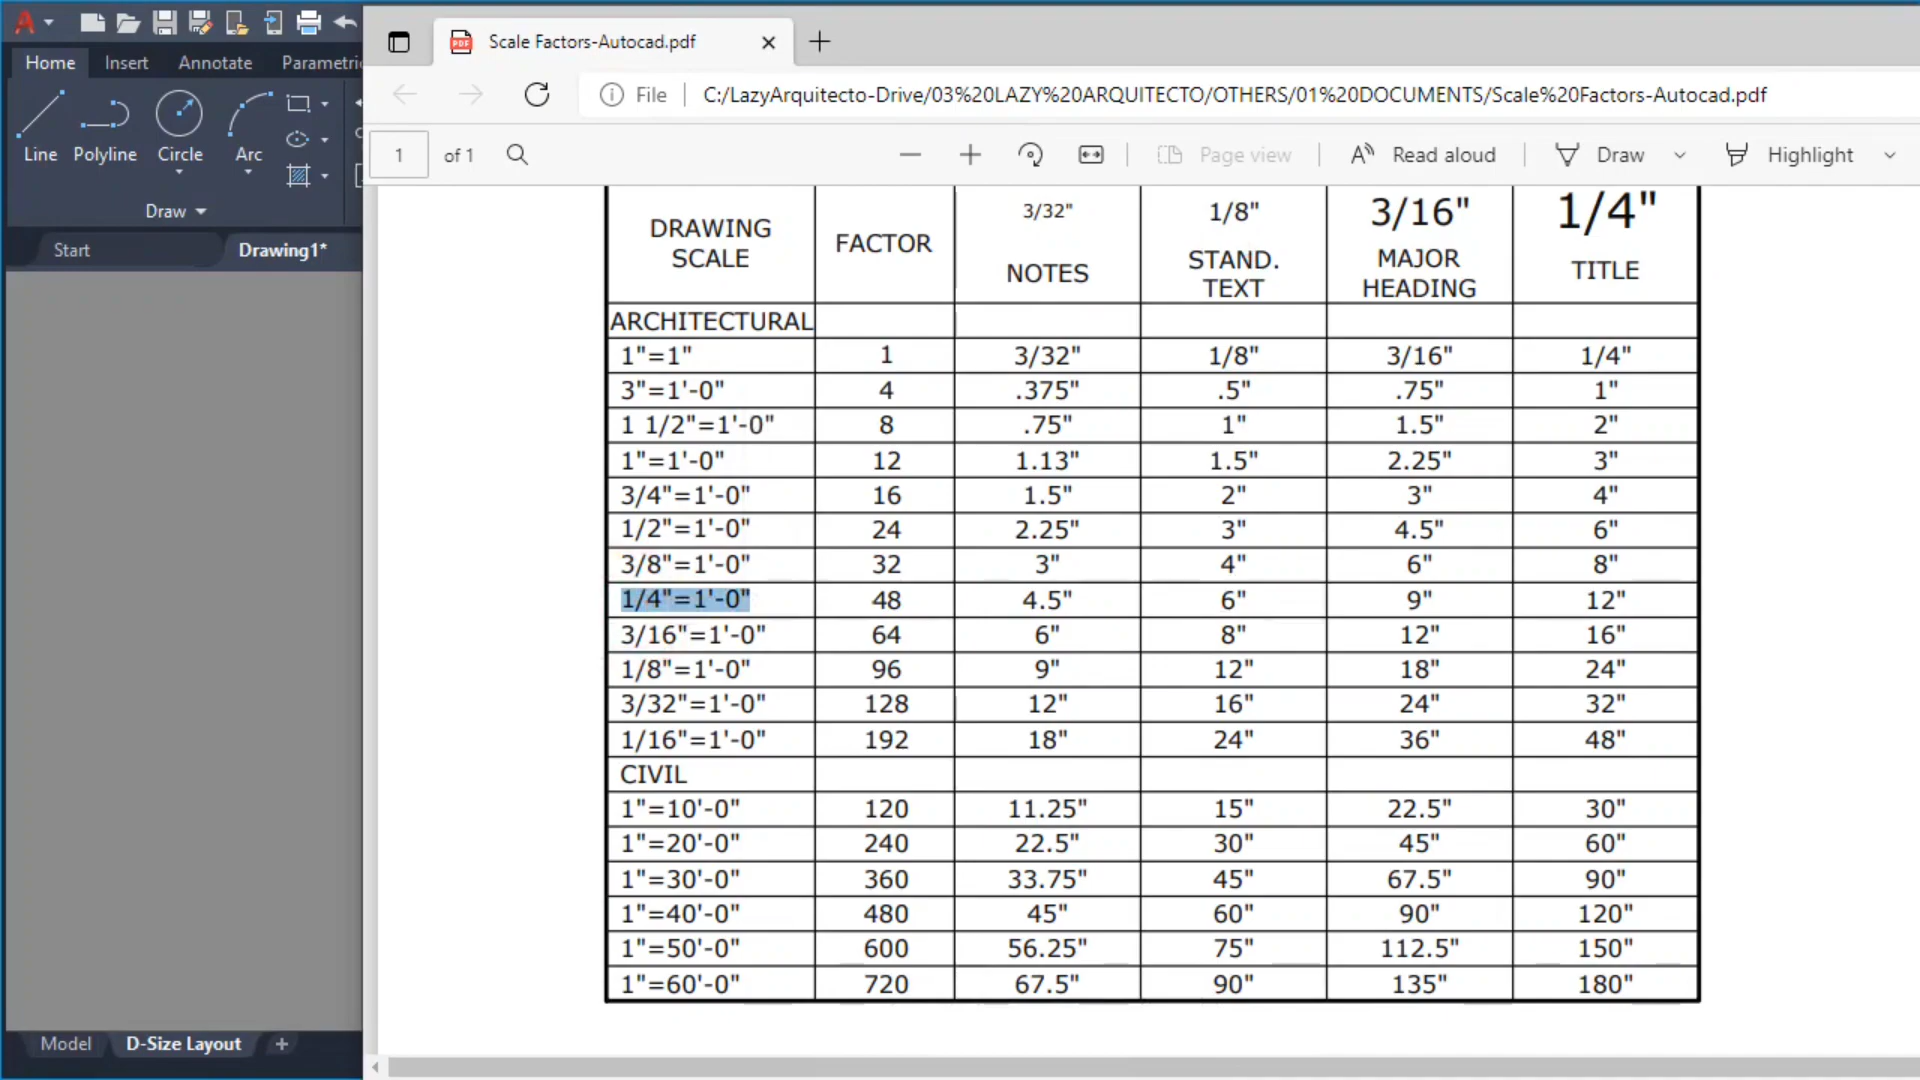 A
Scale Factors-Autocad.pdf
Home Insert Annotate Parametri
File C:/LazyArquitecto-Drive/03%20LAZY%20ARQUITECTO/OTHERS/01%20DOCUMENTS/Scale%20Factors-Autocad.pdf
Line Polyline Circle Arc
1 of 1 Page view Read aloud Draw Highlight
Draw
Start Drawing1*
DRAWING SCALE FACTOR 3/32" NOTES 1/8" STAND. TEXT 3/16" MAJOR HEADING 1/4" TITLE
ARCHITECTURAL
1"=1" 1 3/32" 1/8" 3/16" 1/4"
3"=1'-0" 4 .375" .5" .75" 1"
1 1/2"=1'-0" 8 .75" 1" 1.5" 2"
1"=1'-0" 12 1.13" 1.5" 2.25" 3"
3/4"=1'-0" 16 1.5" 2" 3" 4"
1/2"=1'-0" 24 2.25" 3" 4.5" 6"
3/8"=1'-0" 32 3" 4" 6" 8"
1/4"=1'-0" 48 4.5" 6" 9" 12"
3/16"=1'-0" 64 6" 8" 12" 16"
1/8"=1'-0" 96 9" 12" 18" 24"
3/32"=1'-0" 128 12" 16" 24" 32"
1/16"=1'-0" 192 18" 24" 36" 48"
CIVIL
1"=10'-0" 120 11.25" 15" 22.5" 30"
1"=20'-0" 240 22.5" 30" 45" 60"
1"=30'-0" 360 33.75" 45" 67.5" 90"
1"=40'-0" 480 45" 60" 90" 120"
1"=50'-0" 600 56.25" 75" 112.5" 150"
1"=60'-0" 720 67.5" 90" 135" 180"
Model D-Size Layout